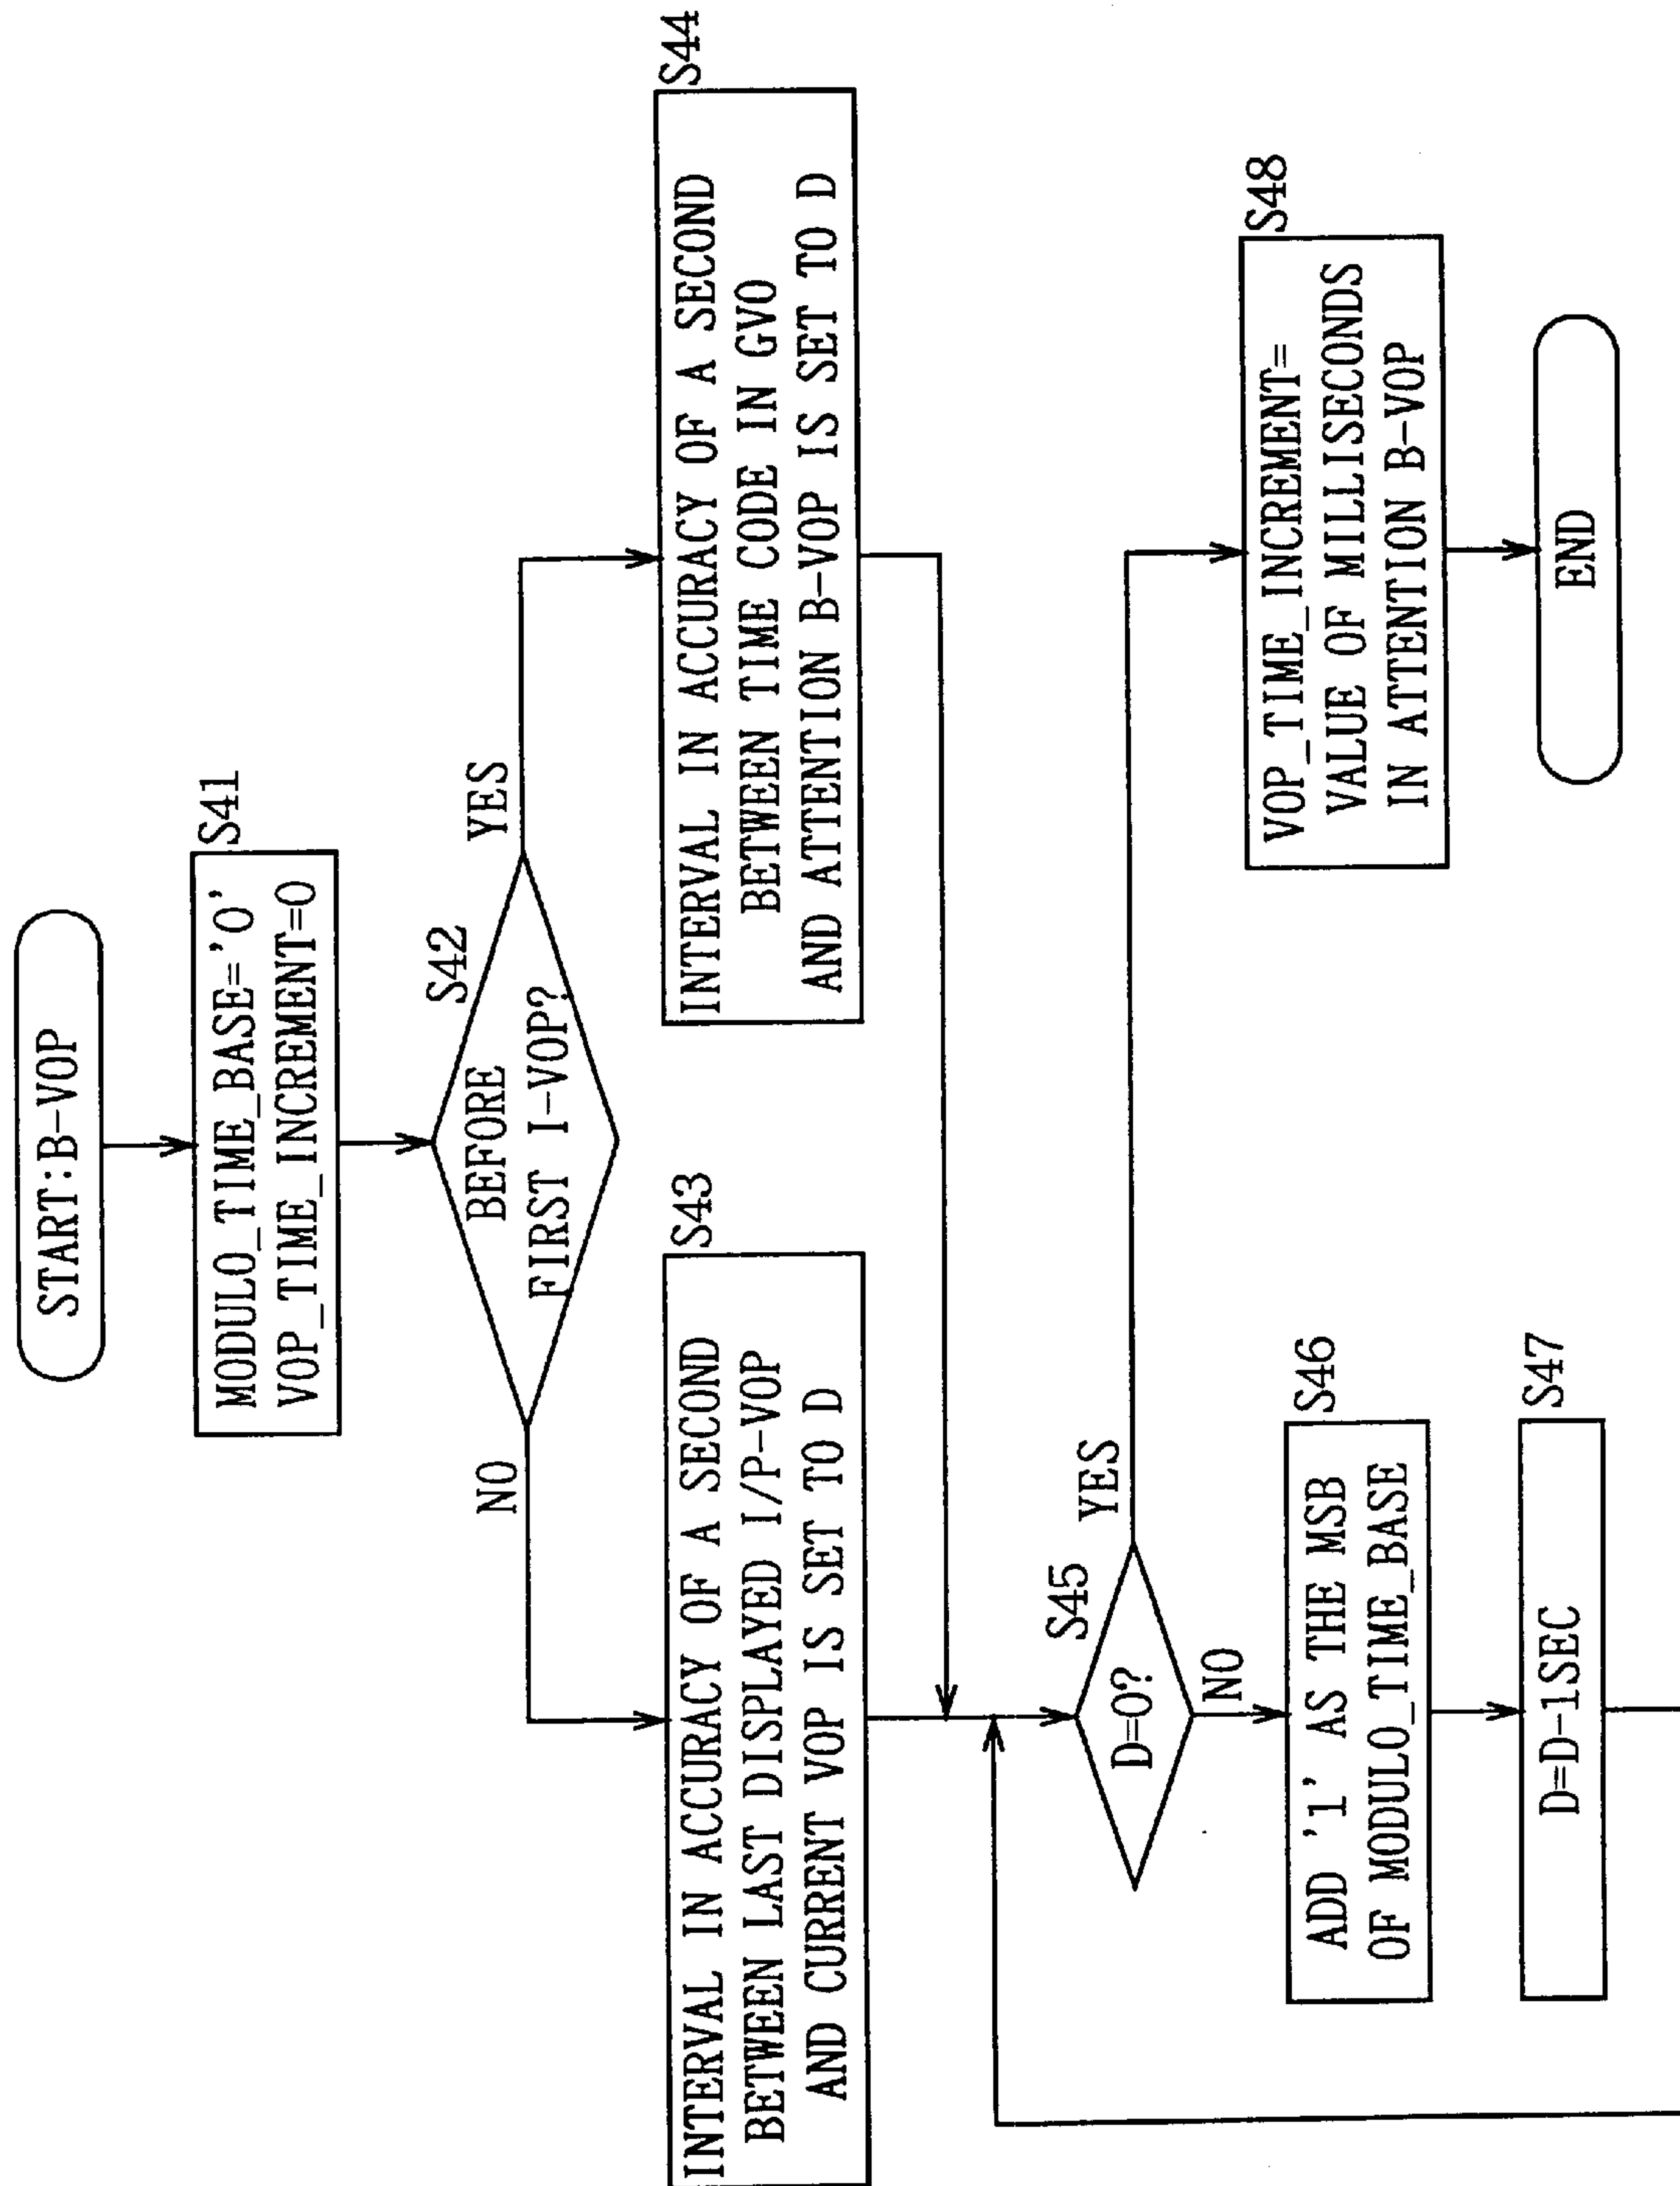 START:B-VOP
S41
MODULO_TIME_BASE='0'
VOP_TIME_INCREMENT=0
S42
BEFORE
FIRST I-VOP?
NO
YES
S43
INTERVAL IN ACCURACY OF A SECOND
BETWEEN LAST DISPLAYED I/P-VOP
AND CURRENT VOP IS SET TO D
S44
INTERVAL IN ACCURACY OF A SECOND
BETWEEN TIME CODE IN GVO
AND ATTENTION B-VOP IS SET TO D
S45
D=0?
YES
NO
S46
ADD '1' AS THE MSB
OF MODULO_TIME_BASE
S47
D=D-1SEC
S48
VOP_TIME_INCREMENT=
VALUE OF MILLISECONDS
IN ATTENTION B-VOP
END